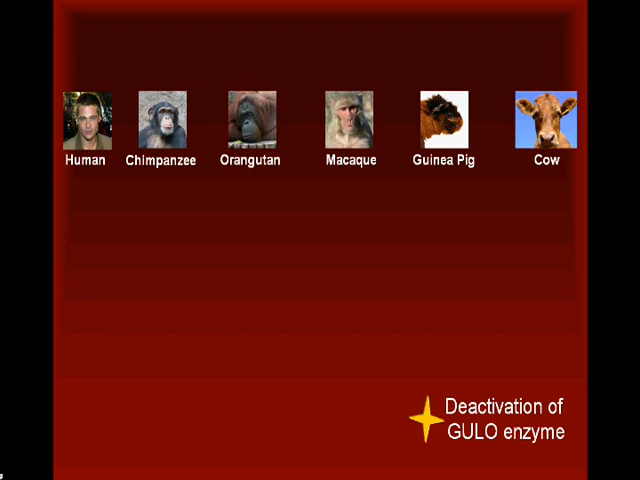 Human
Chimpanzee
Orangutan
Macaque
Guinea Pig
Cow
Deactivation of
GULO enzyme